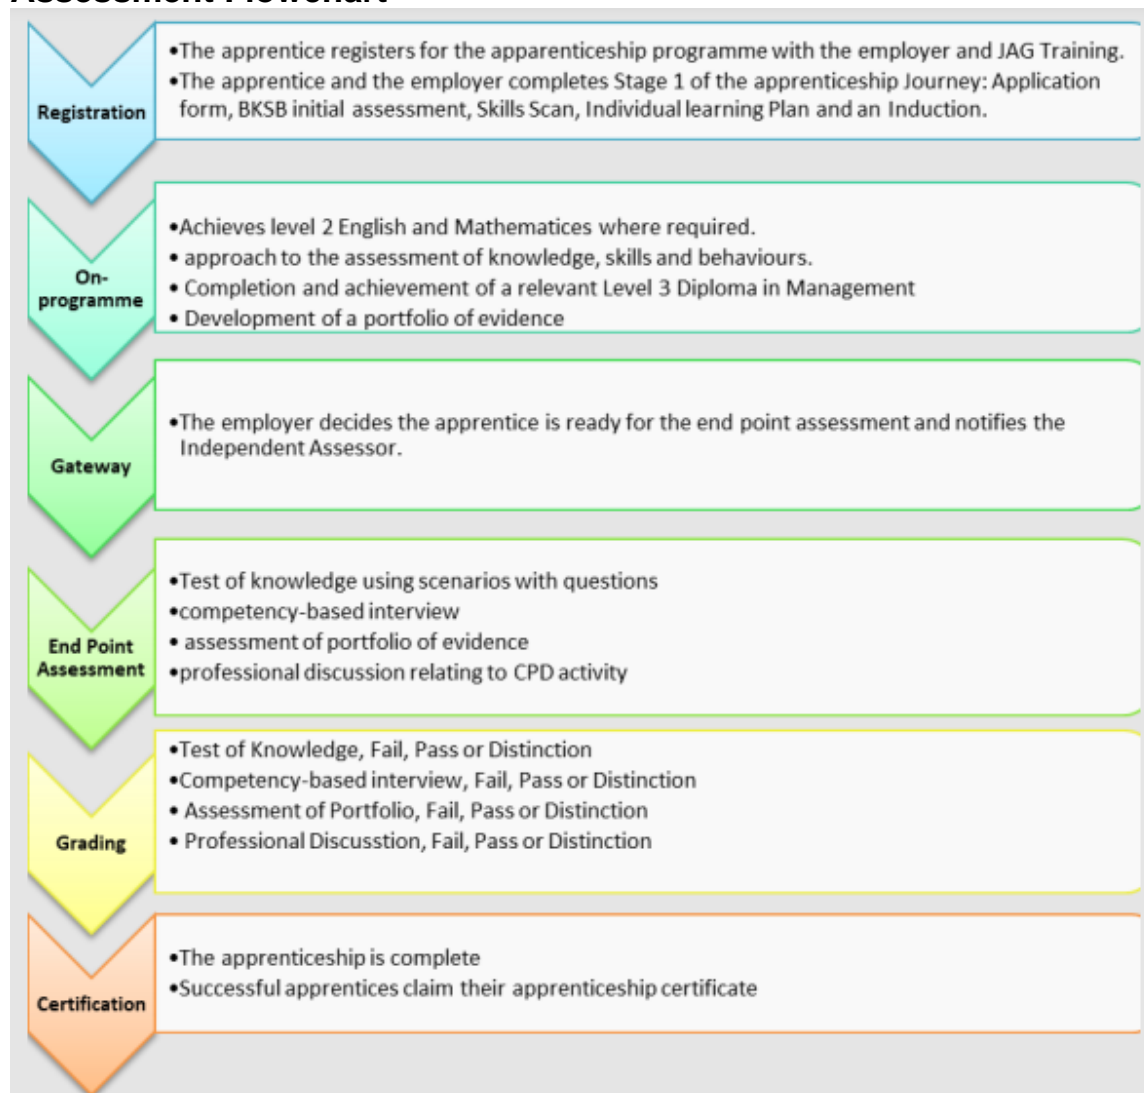 Assessment Flowchart
Registration
•The apprentice registers for the apparenticeship programme with the employer and JAG Training.
•The apprentice and the employer completes Stage 1 of the apprenticeship Journey: Application
form, BKSB initial assessment, Skills Scan, Individual learning Plan and an Induction.
On-
programme
•Achieves level 2 English and Mathematices where required.
• approach to the assessment of knowledge, skills and behaviours.
• Completion and achievement of a relevant Level 3 Diploma in Management
• Development of a portfolio of evidence
Gateway
•The employer decides the apprentice is ready for the end point assessment and notifies the
Independent Assessor.
End Point
Assessment
•Test of knowledge using scenarios with questions
•competency-based interview
• assessment of portfolio of evidence
•professional discussion relating to CPD activity
Grading
•Test of Knowledge, Fail, Pass or Distinction
•Competency-based interview, Fail, Pass or Distinction
• Assessment of Portfolio, Fail, Pass or Distinction
• Professional Discusstion, Fail, Pass or Distinction
Certification
•The apprenticeship is complete
•Successful apprentices claim their apprenticeship certificate